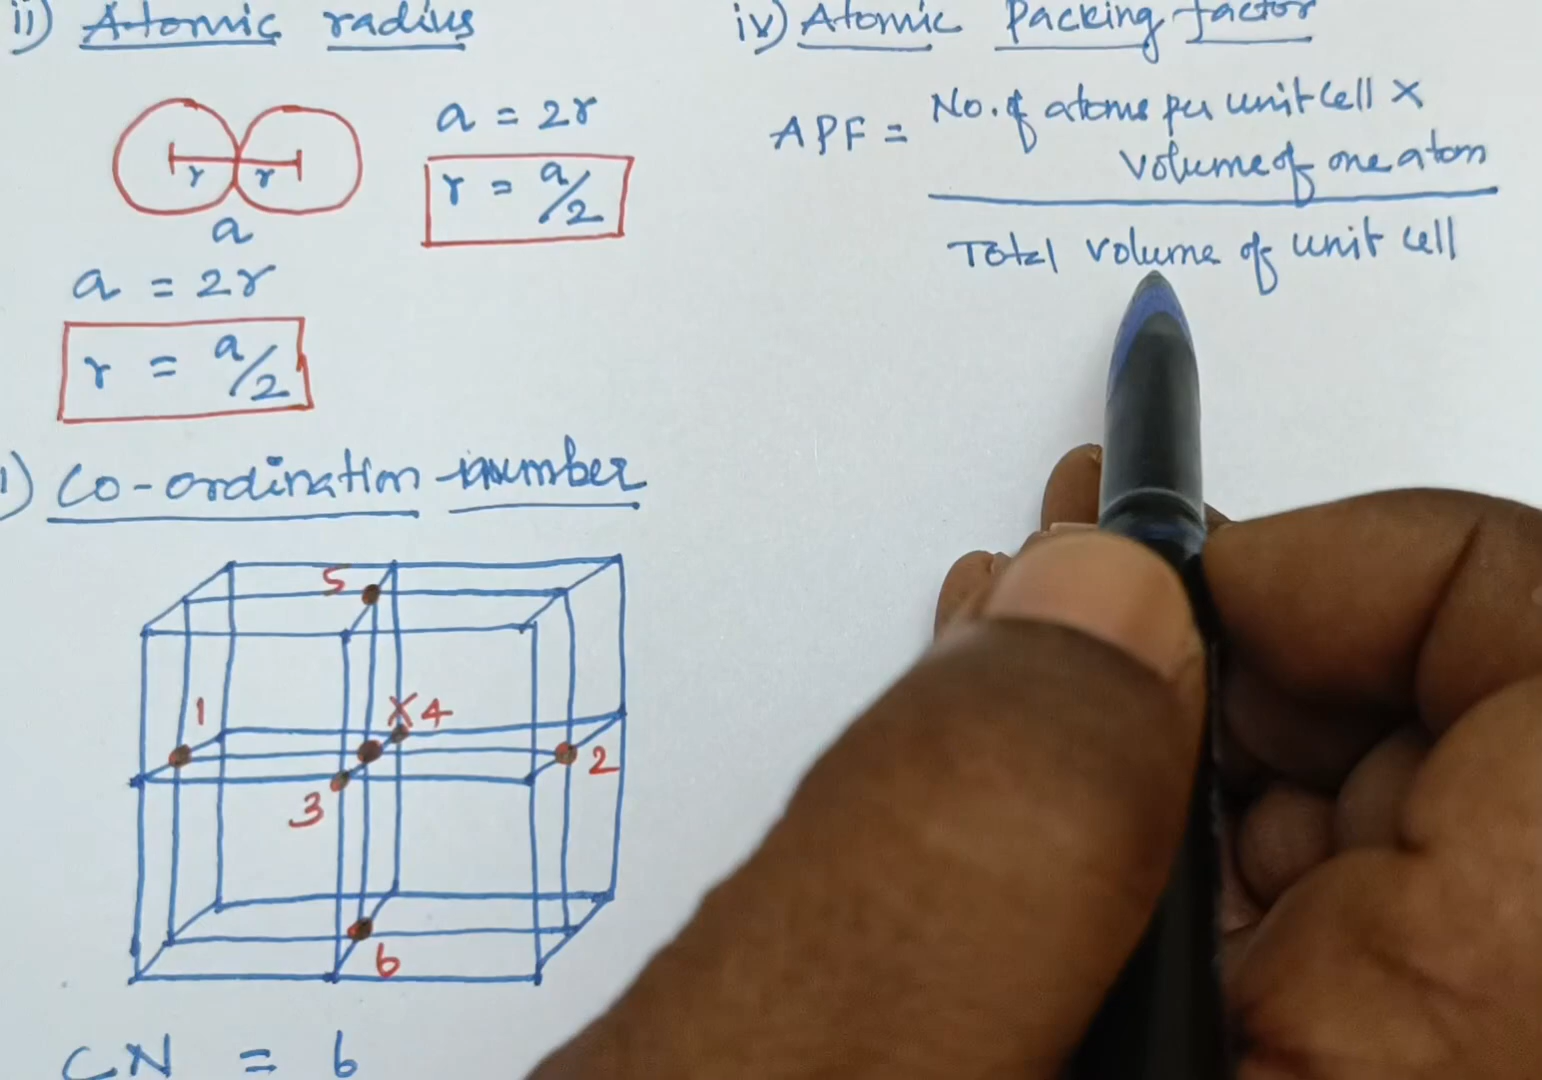 ii) Atomic radius
r r
a
a = 2r
r = a/2
a = 2r
r = a/2
i) Co-ordination number
5
1
X 4
2
3
6
CN = 6
iv) Atomic Packing factor
APF = No. of atoms per unit cell X
volume of one atom
Total volume of unit cell